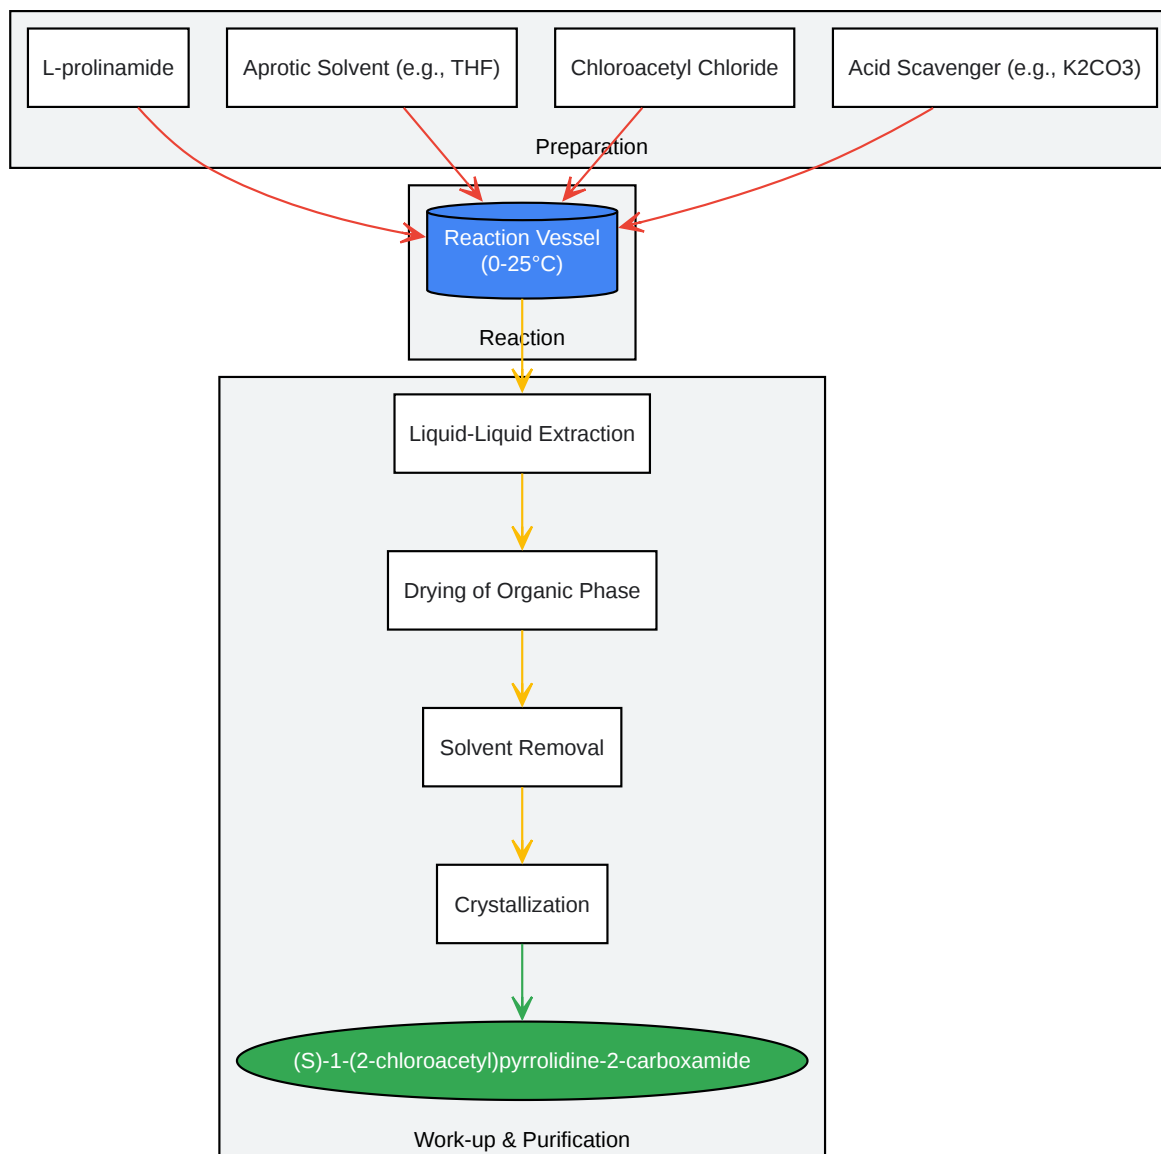 L-prolinamide
Aprotic Solvent (e.g., THF)
Chloroacetyl Chloride
Acid Scavenger (e.g., K2CO3)
Preparation
Reaction Vessel
(0-25°C)
Reaction
Liquid-Liquid Extraction
Drying of Organic Phase
Solvent Removal
Crystallization
(S)-1-(2-chloroacetyl)pyrrolidine-2-carboxamide
Work-up & Purification